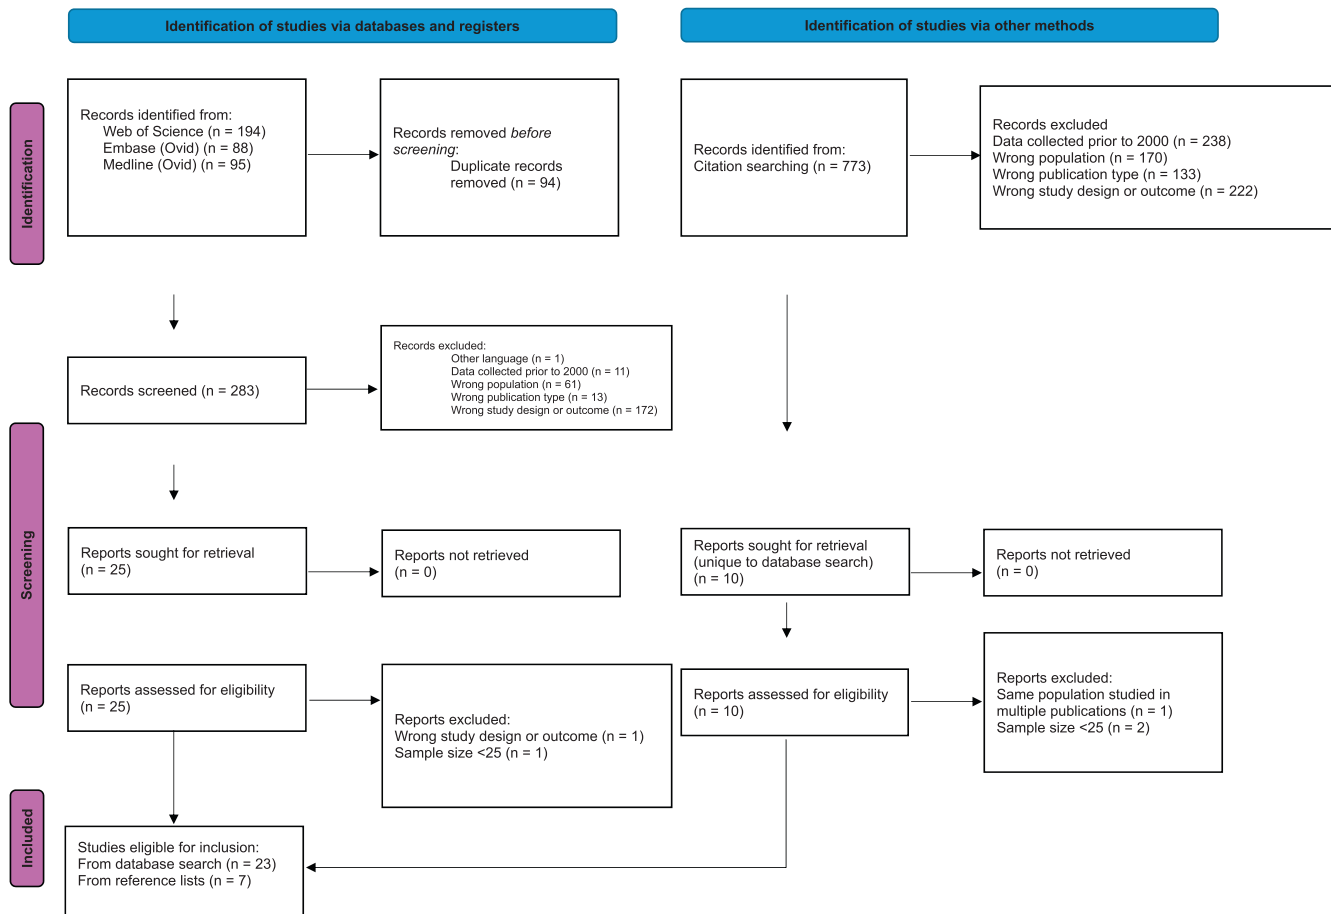 Identification of studies via databases and registers
Identification of studies via other methods
Identification
Records identified from:
Web of Science (n = 194)
Embase (Ovid) (n = 88)
Medline (Ovid) (n = 95)
Records removed before
screening:
Duplicate records
removed (n = 94)
Records identified from:
Citation searching (n = 773)
Records excluded
Data collected prior to 2000 (n = 238)
Wrong population (n = 170)
Wrong publication type (n = 133)
Wrong study design or outcome (n = 222)
Screening
Records screened (n = 283)
Records excluded:
Other language (n = 1)
Data collected prior to 2000 (n = 11)
Wrong population (n = 61)
Wrong publication type (n = 13)
Wrong study design or outcome (n = 172)
Reports sought for retrieval
(n = 25)
Reports not retrieved
(n = 0)
Reports sought for retrieval
(unique to database search)
(n = 10)
Reports not retrieved
(n = 0)
Reports assessed for eligibility
(n = 25)
Reports excluded:
Wrong study design or outcome (n = 1)
Sample size <25 (n = 1)
Reports assessed for eligibility
(n = 10)
Reports excluded:
Same population studied in
multiple publications (n = 1)
Sample size <25 (n = 2)
Included
Studies eligible for inclusion:
From database search (n = 23)
From reference lists (n = 7)